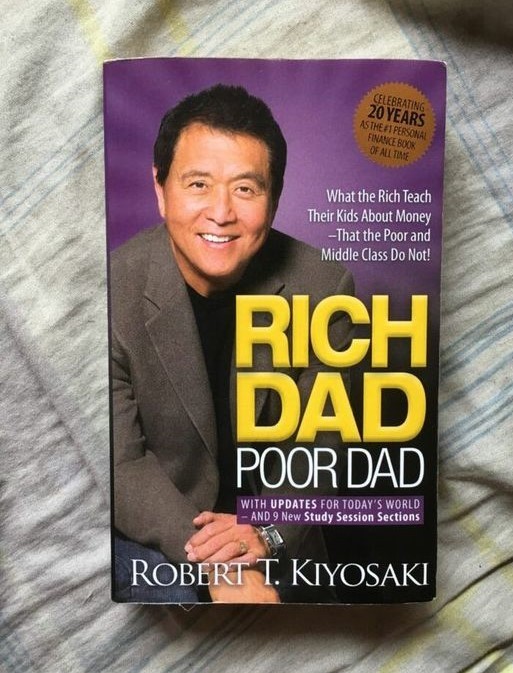 CELEBRATING
20 YEARS
AS THE #1 PERSONAL
FINANCE BOOK
OF ALL TIME
What the Rich Teach
Their Kids About Money
–That the Poor and
Middle Class Do Not!
RICH
DAD
POOR DAD
WITH UPDATES FOR TODAY'S WORLD
– AND 9 New Study Session Sections
ROBERT T. KIYOSAKI